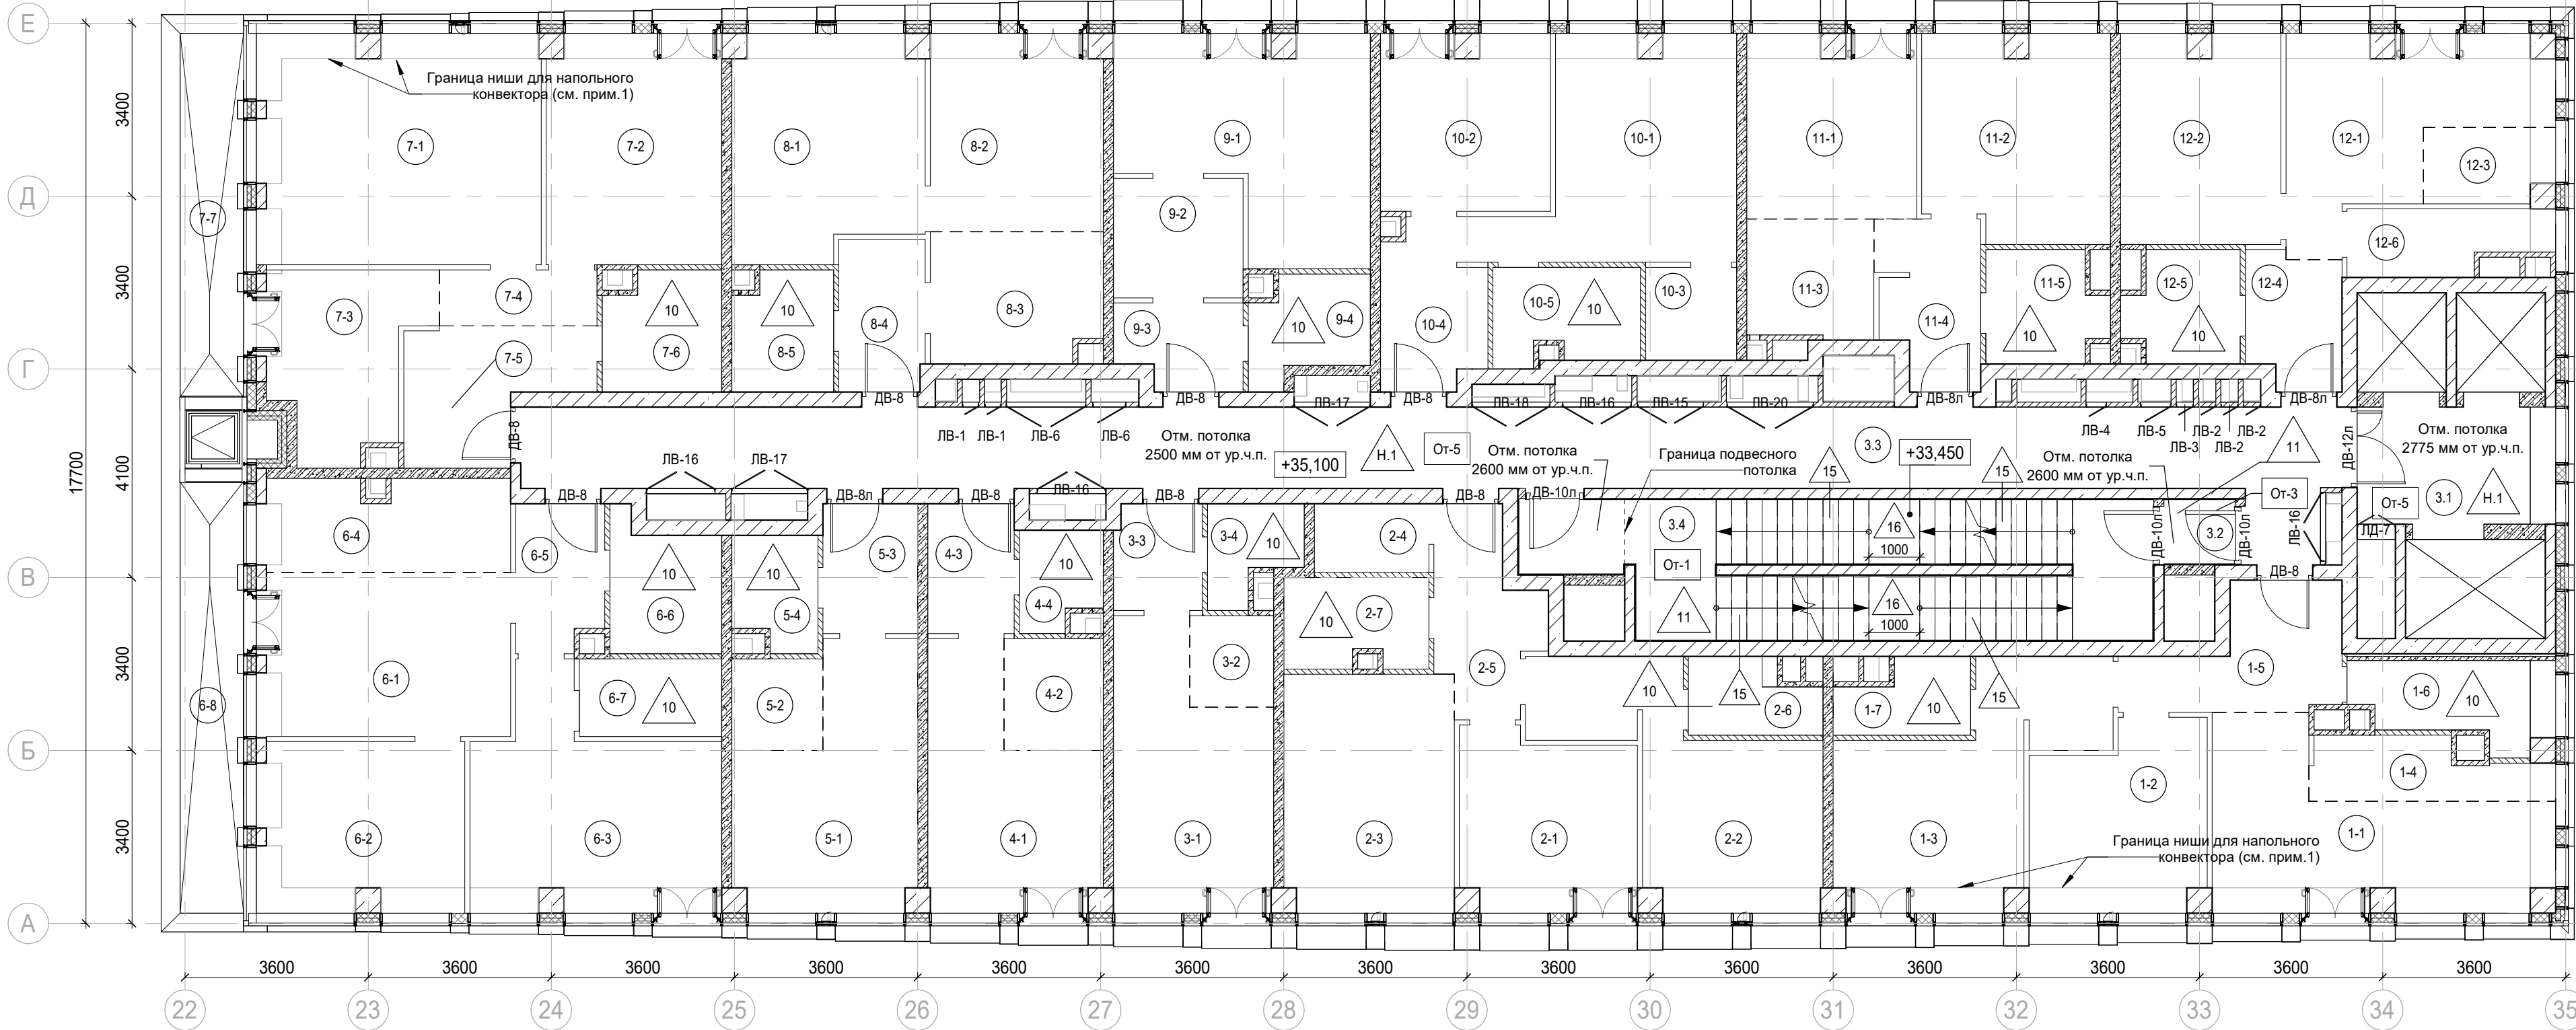 Е
Граница ниши для напольного
конвектора (см. прим.1)
3400
7-1
7-2
8-1
8-2
9-1
10-2
10-1
11-1
11-2
12-2
12-1
12-3
Д
7-7
9-2
12-6
3400
7-3
7-4
10
10
8-3
8-4
9-3
10
9-4
10-4
10-5
10
10-3
11-3
11-4
11-5
10
12-5
10
12-4
7-5
7-6
8-5
Г
ДВ-8
ДВ-8
ДВ-8
ДВ-8
ДВ-8л
ДВ-8л
ЛВ-17
ЛВ-18
ЛВ-16
ЛВ-15
ЛВ-20
ЛВ-1
ЛВ-1
ЛВ-6
ЛВ-6
ЛВ-4
ЛВ-5
ЛВ-3
ЛВ-2
ЛВ-2
17700
4100
Отм. потолка
2500 мм от ур.ч.п.
+35,100
Н.1
От-5
Отм. потолка
2600 мм от ур.ч.п.
Граница подвесного
потолка
15
3.3
+33,450
15
Отм. потолка
2600 мм от ур.ч.п.
11
ДВ-12л
Отм. потолка
2775 мм от ур.ч.п.
ЛВ-16
ЛВ-17
ЛВ-16
ДВ-8
ДВ-8л
ДВ-8
ДВ-8
ДВ-8
ДВ-10л
От-3
От-5
3.1
Н.1
6-4
6-5
10
10
5-3
4-3
10
3-3
3-4
10
2-4
3.4
16
1000
ДВ-10л
3.2
ДВ-10л
ЛВ-16
ЛД-7
В
От-1
ДВ-8
6-6
5-4
4-4
10
2-7
11
16
1000
3400
6-1
6-7
10
5-2
4-2
3-2
2-5
10
15
2-6
1-7
10
15
1-5
1-6
10
6-8
Б
1-4
1-2
3400
6-2
6-3
5-1
4-1
3-1
2-3
2-1
2-2
1-3
1-1
Граница ниши для напольного
конвектора (см. прим.1)
А
3600
3600
3600
3600
3600
3600
3600
3600
3600
3600
3600
3600
3600
22
23
24
25
26
27
28
29
30
31
32
33
34
35